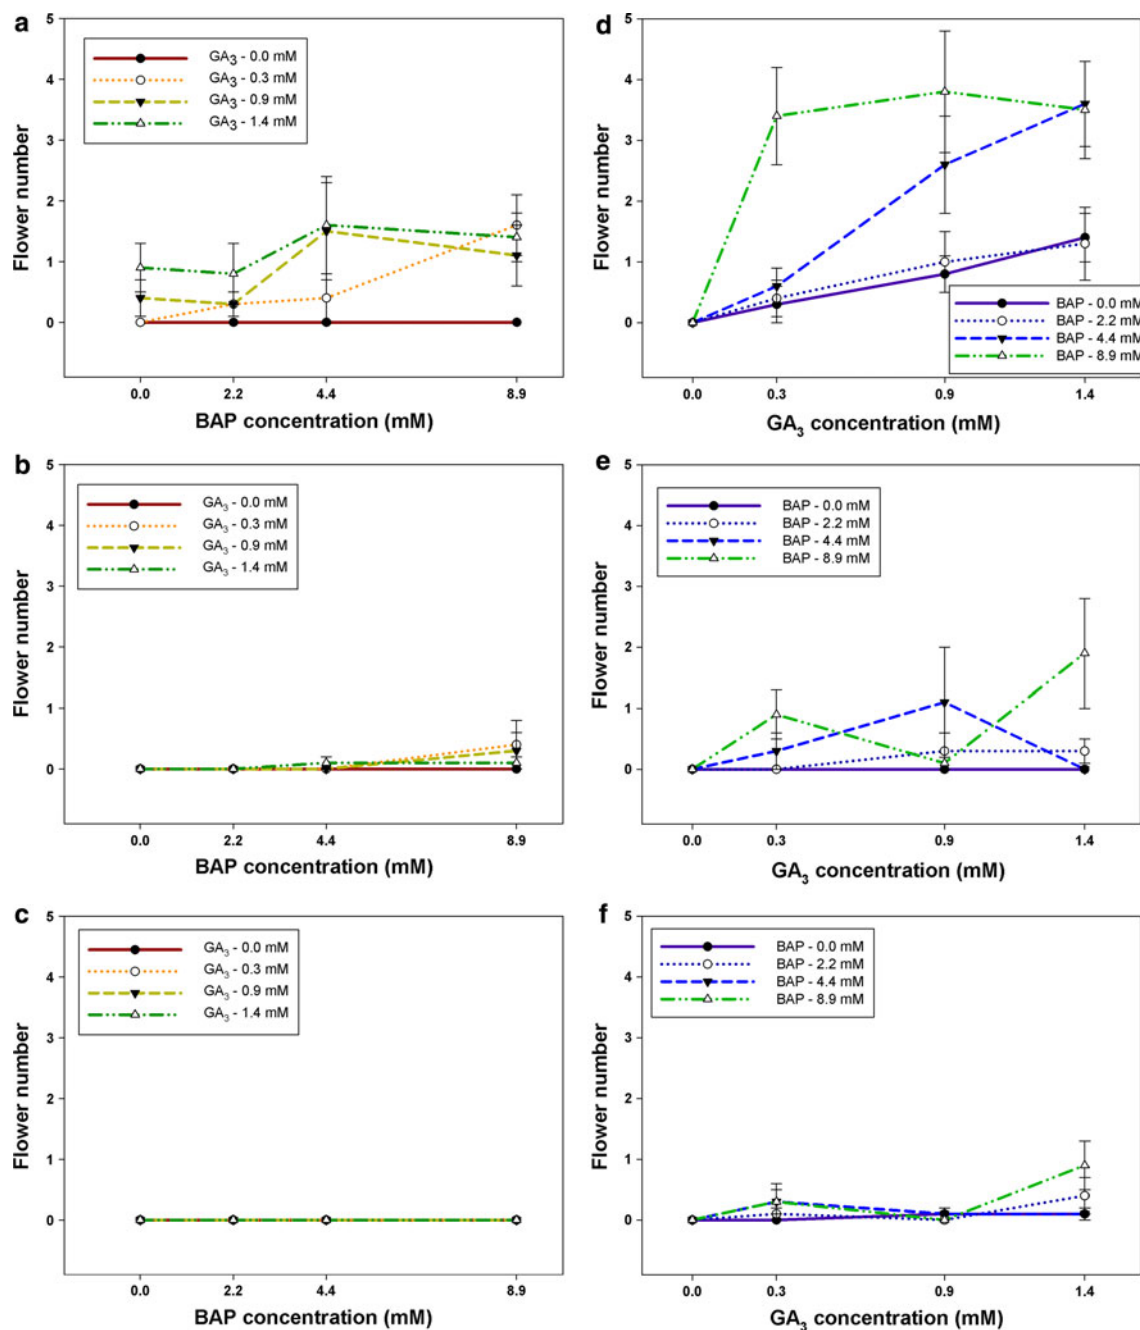 a
5
4
3
2
1
0
Flower number
GA3 - 0.0 mM
GA3 - 0.3 mM
GA3 - 0.9 mM
GA3 - 1.4 mM
0.0 2.2 4.4 8.9
BAP concentration (mM)
d
5
4
3
2
1
0
Flower number
BAP - 0.0 mM
BAP - 2.2 mM
BAP - 4.4 mM
BAP - 8.9 mM
0.0 0.3 0.9 1.4
GA3 concentration (mM)
b
5
4
3
2
1
0
Flower number
GA3 - 0.0 mM
GA3 - 0.3 mM
GA3 - 0.9 mM
GA3 - 1.4 mM
0.0 2.2 4.4 8.9
BAP concentration (mM)
e
5
4
3
2
1
0
Flower number
BAP - 0.0 mM
BAP - 2.2 mM
BAP - 4.4 mM
BAP - 8.9 mM
0.0 0.3 0.9 1.4
GA3 concentration (mM)
c
5
4
3
2
1
0
Flower number
GA3 - 0.0 mM
GA3 - 0.3 mM
GA3 - 0.9 mM
GA3 - 1.4 mM
0.0 2.2 4.4 8.9
BAP concentration (mM)
f
5
4
3
2
1
0
Flower number
BAP - 0.0 mM
BAP - 2.2 mM
BAP - 4.4 mM
BAP - 8.9 mM
0.0 0.3 0.9 1.4
GA3 concentration (mM)